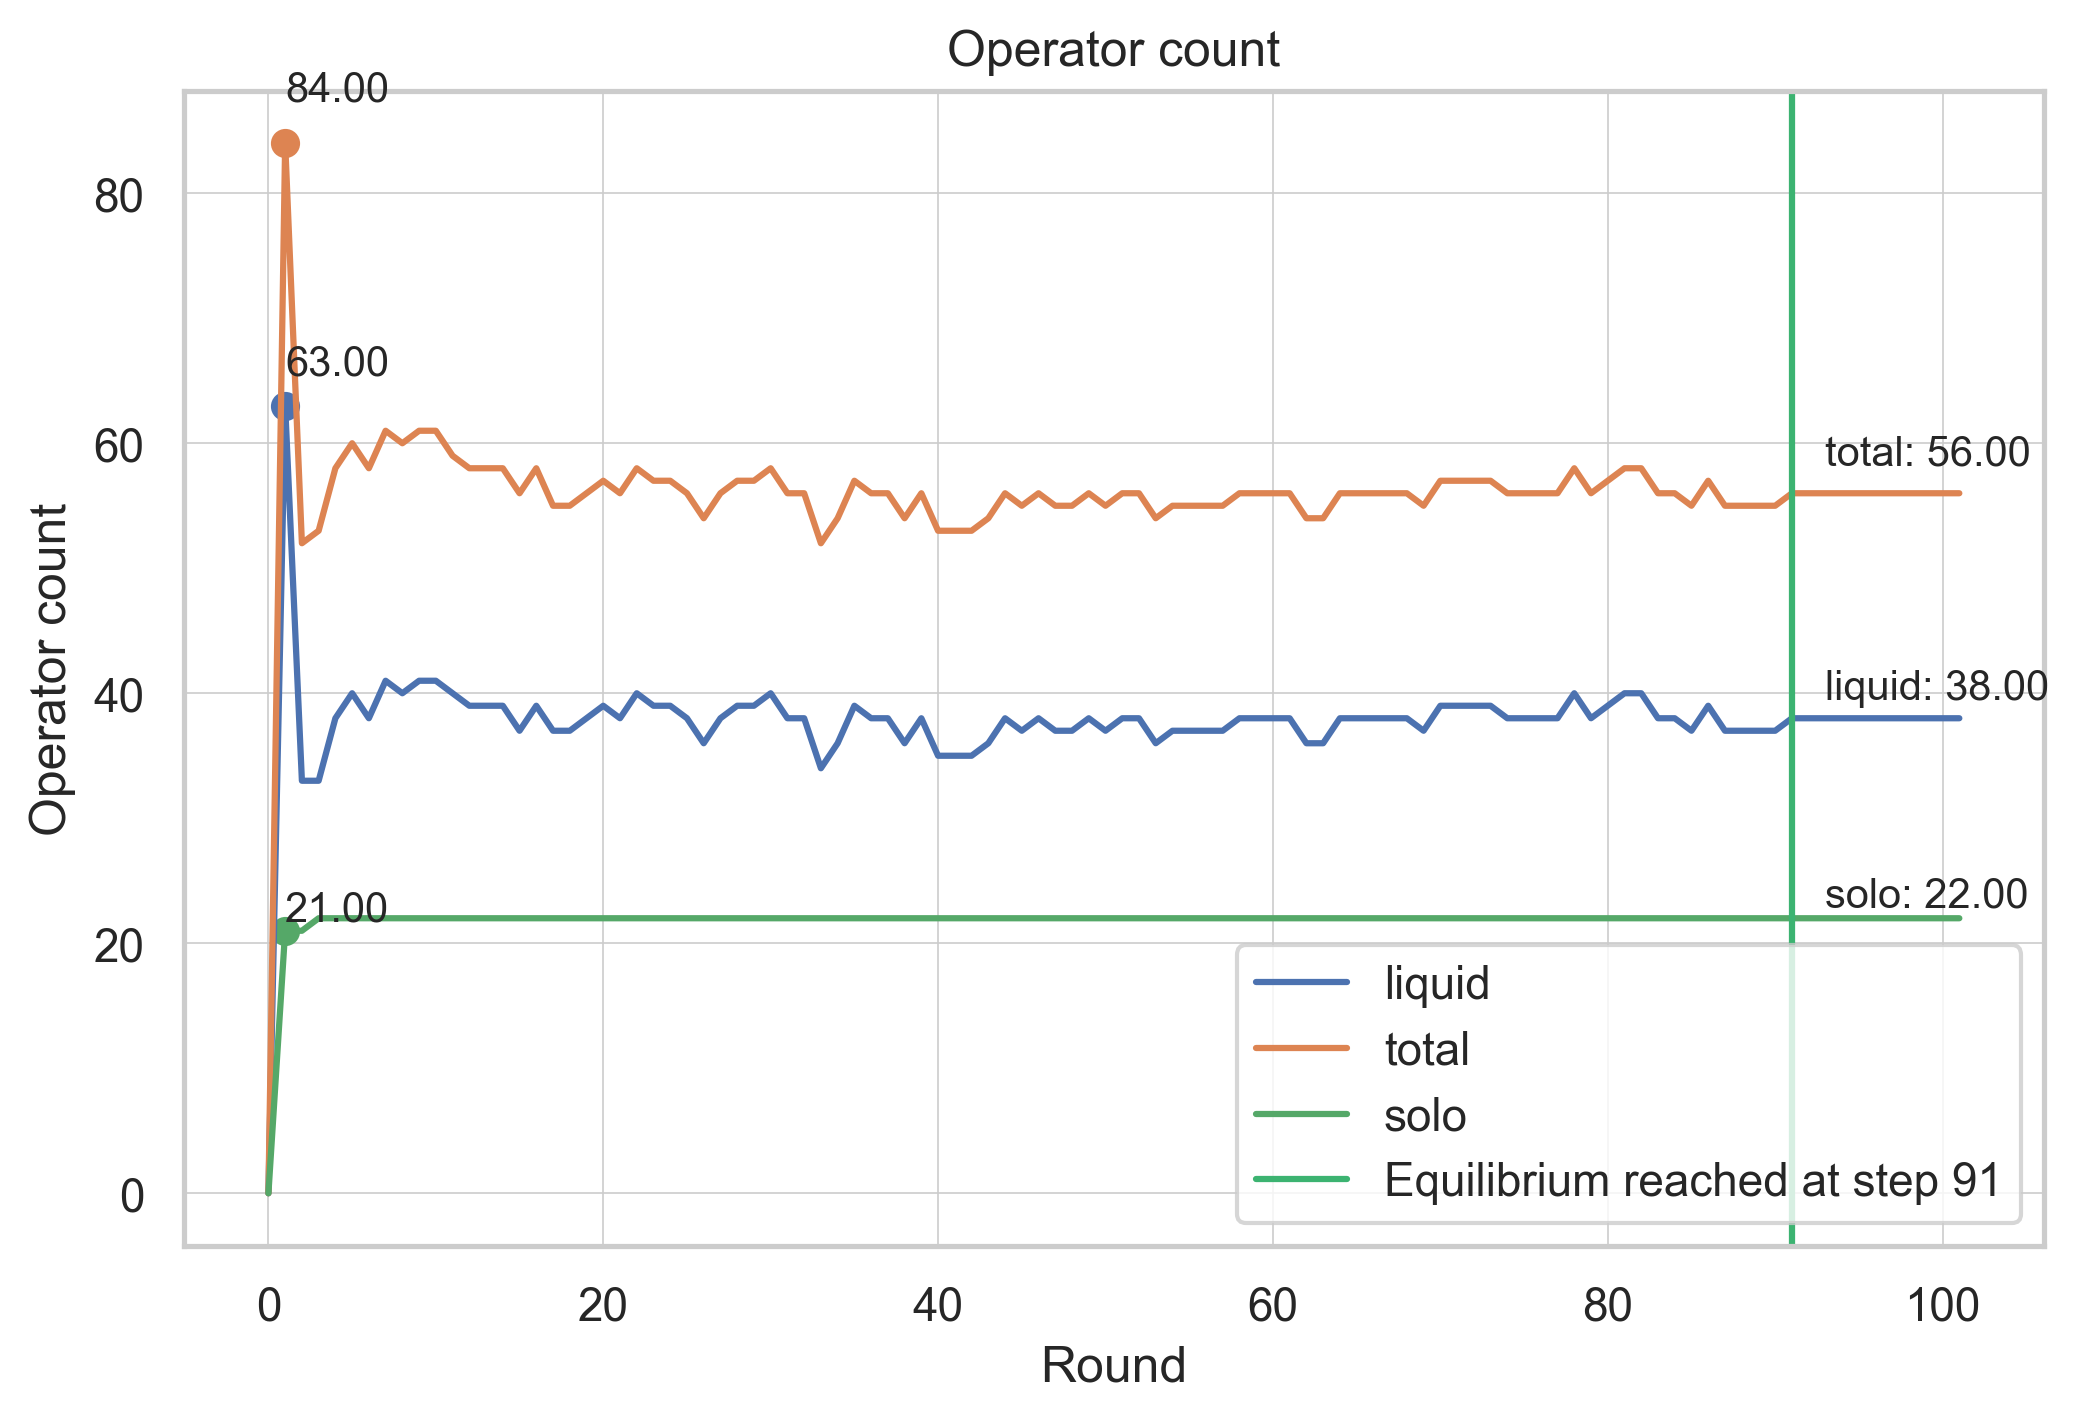 Operator count
84.00
80
63.00
60
total: 56.00
liquid: 38.00
40
21.00
solo: 22.00
20
0
Operator count
liquid
total
solo
Equilibrium reached at step 91
0 20 40 60 80 100
Round